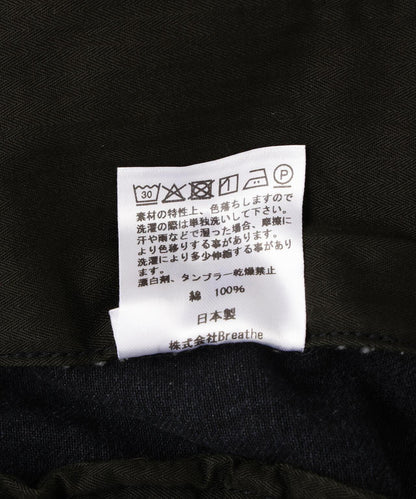 30 P
素材の特性上、色落ちしますので
洗濯の際は単独洗いして下さい。
汗や雨などで湿った場合、摩擦に
より色移りする事があります。
洗濯により多少伸縮する事があり
ます。
漂白剤、タンブラー乾燥禁止
綿 100%
日本製
株式会社Breathe